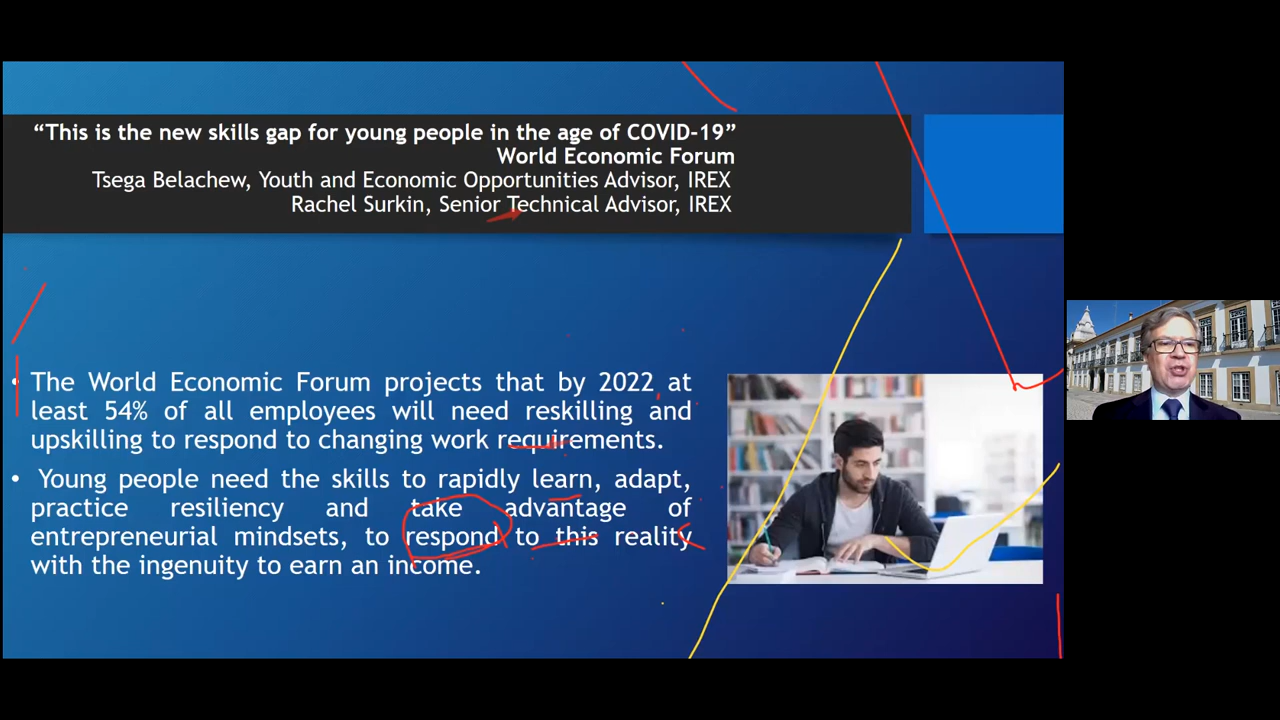 “This is the new skills gap for young people in the age of COVID-19”
World Economic Forum
Tsega Belachew, Youth and Economic Opportunities Advisor, IREX
Rachel Surkin, Senior Technical Advisor, IREX
• The World Economic Forum projects that by 2022 at
least 54% of all employees will need reskilling and
upskilling to respond to changing work requirements.
• Young people need the skills to rapidly learn, adapt,
practice resiliency and take advantage of
entrepreneurial mindsets, to respond to this reality
with the ingenuity to earn an income.